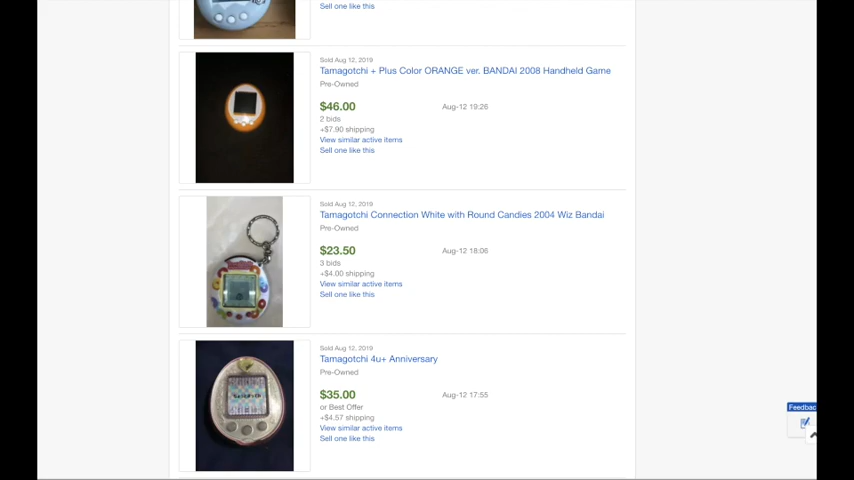 Sell one like this
Sold Aug 12, 2019
Tamagotchi + Plus Color ORANGE ver. BANDAI 2008 Handheld Game
Pre-Owned
$46.00 Aug-12 19:26
2 bids
+$7.90 shipping
View similar active items
Sell one like this
Sold Aug 12, 2019
Tamagotchi Connection White with Round Candies 2004 Wiz Bandai
Pre-Owned
$23.50 Aug-12 18:06
3 bids
+$4.00 shipping
View similar active items
Sell one like this
Sold Aug 12, 2019
Tamagotchi 4u+ Anniversary
Pre-Owned
$35.00 Aug-12 17:55
or Best Offer
+$4.57 shipping
View similar active items
Sell one like this
Feedbac